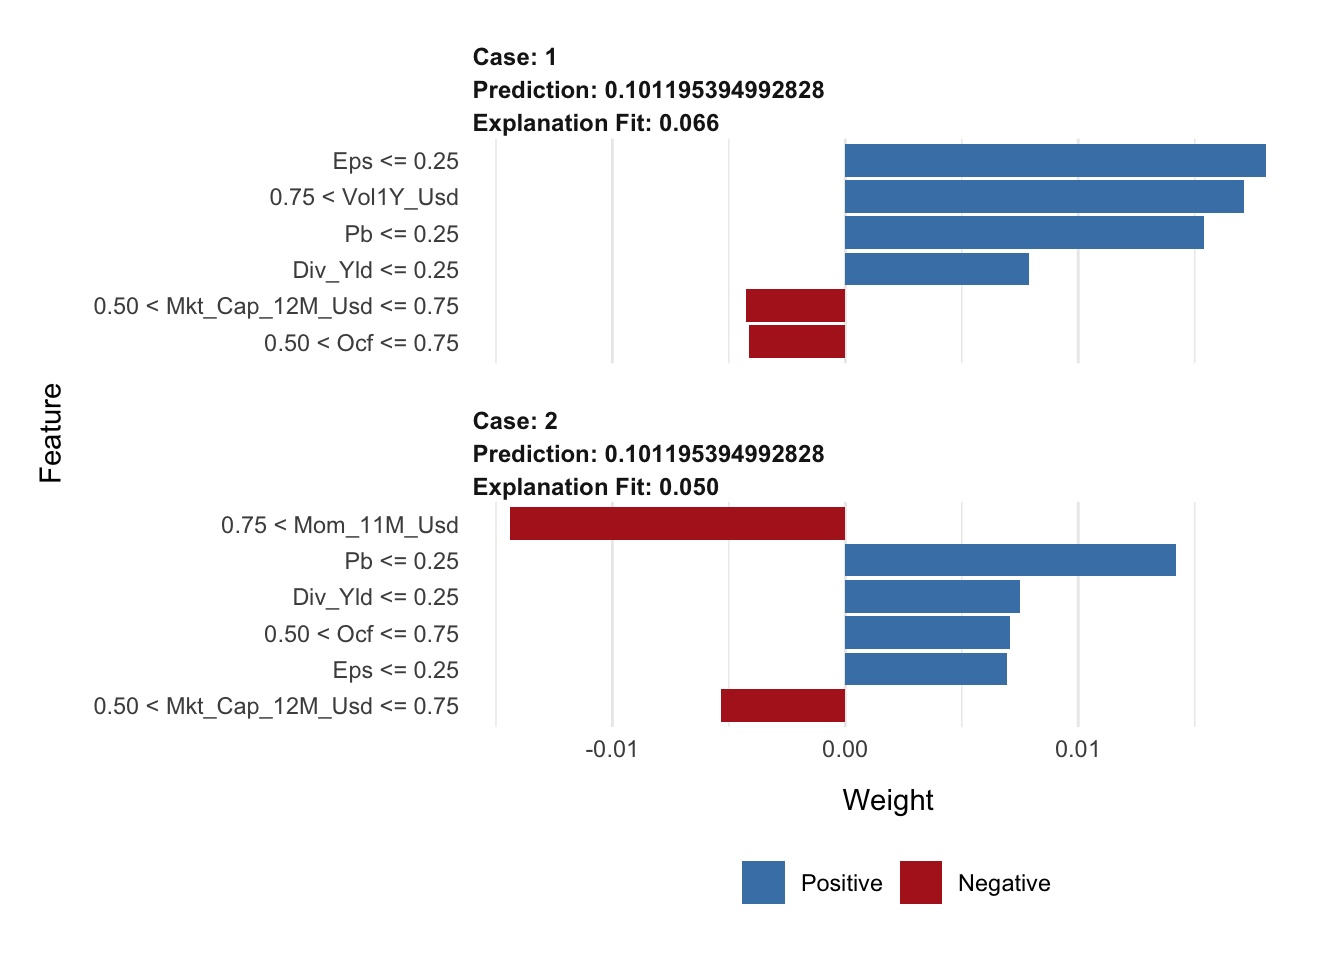 Case: 1
Prediction: 0.101195394992828
Explanation Fit: 0.066
Eps <= 0.25
0.75 < Vol1Y_Usd
Pb <= 0.25
Div_Yld <= 0.25
0.50 < Mkt_Cap_12M_Usd <= 0.75
0.50 < Ocf <= 0.75
Feature
Case: 2
Prediction: 0.101195394992828
Explanation Fit: 0.050
0.75 < Mom_11M_Usd
Pb <= 0.25
Div_Yld <= 0.25
0.50 < Ocf <= 0.75
Eps <= 0.25
0.50 < Mkt_Cap_12M_Usd <= 0.75
-0.01 0.00 0.01
Weight
Positive Negative